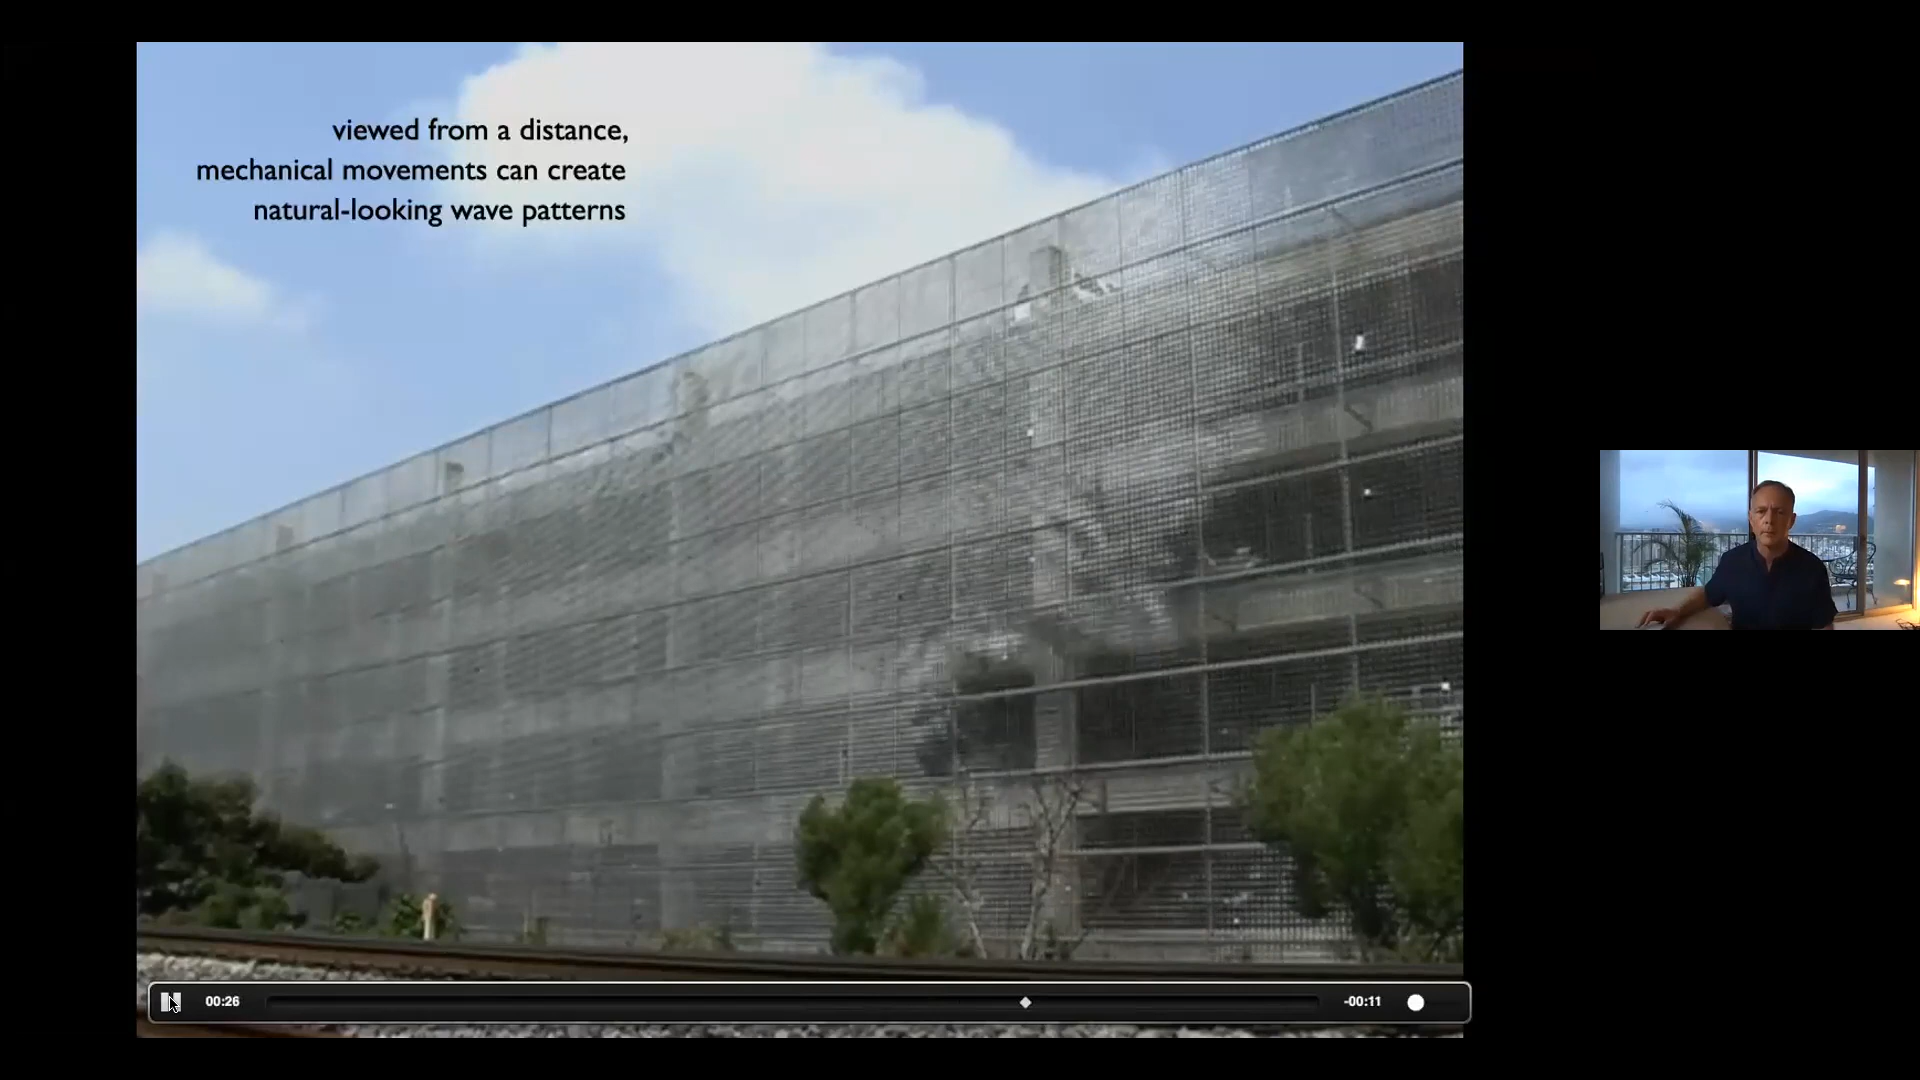 viewed from a distance,
mechanical movements can create
natural-looking wave patterns
00:26
-00:11